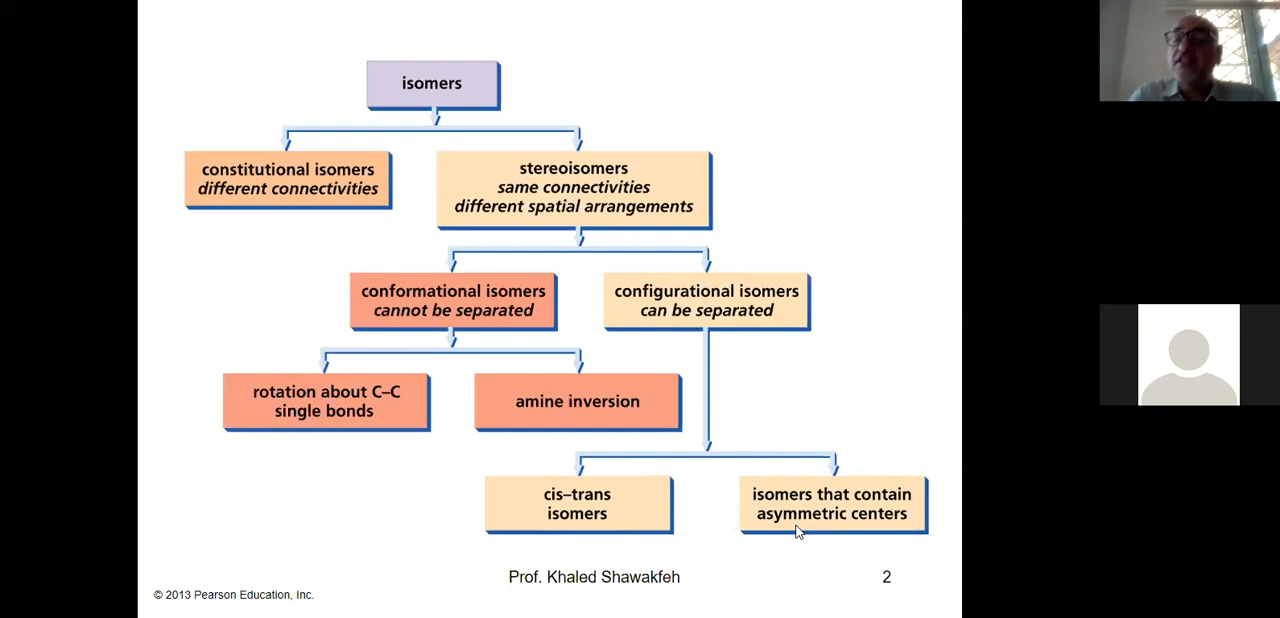 isomers
constitutional isomers
different connectivities
stereoisomers
same connectivities
different spatial arrangements
conformational isomers
cannot be separated
configurational isomers
can be separated
rotation about C–C
single bonds
amine inversion
cis–trans
isomers
isomers that contain
asymmetric centers
Prof. Khaled Shawakfeh
2
© 2013 Pearson Education, Inc.